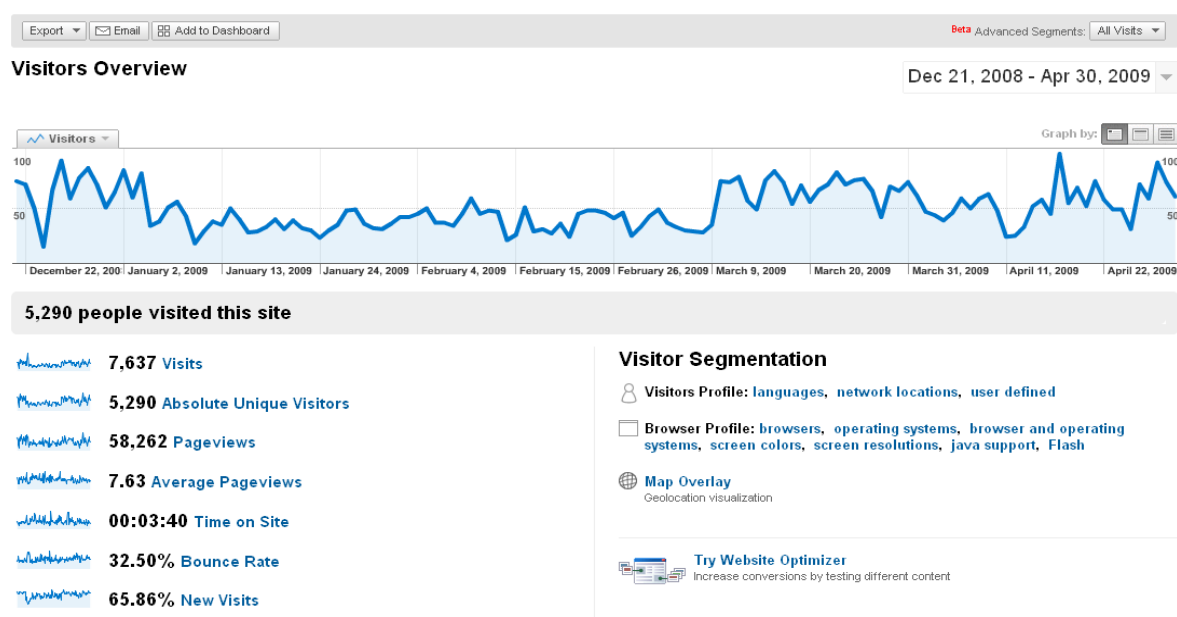 Export Email Add to Dashboard Beta Advanced Segments: All Visits
Visitors Overview
Dec 21, 2008 - Apr 30, 2009
Visitors Graph by:
100 100
50 50
December 22, 200 January 2, 2009 January 13, 2009 January 24, 2009 February 4, 2009 February 15, 2009 February 26, 2009 March 9, 2009 March 20, 2009 March 31, 2009 April 11, 2009 April 22, 2009
5,290 people visited this site
7,637 Visits
5,290 Absolute Unique Visitors
58,262 Pageviews
7.63 Average Pageviews
00:03:40 Time on Site
32.50% Bounce Rate
65.86% New Visits
Visitor Segmentation
Visitors Profile: languages, network locations, user defined
Browser Profile: browsers, operating systems, browser and operating
systems, screen colors, screen resolutions, java support, Flash
Map Overlay
Geolocation visualization
Try Website Optimizer
Increase conversions by testing different content